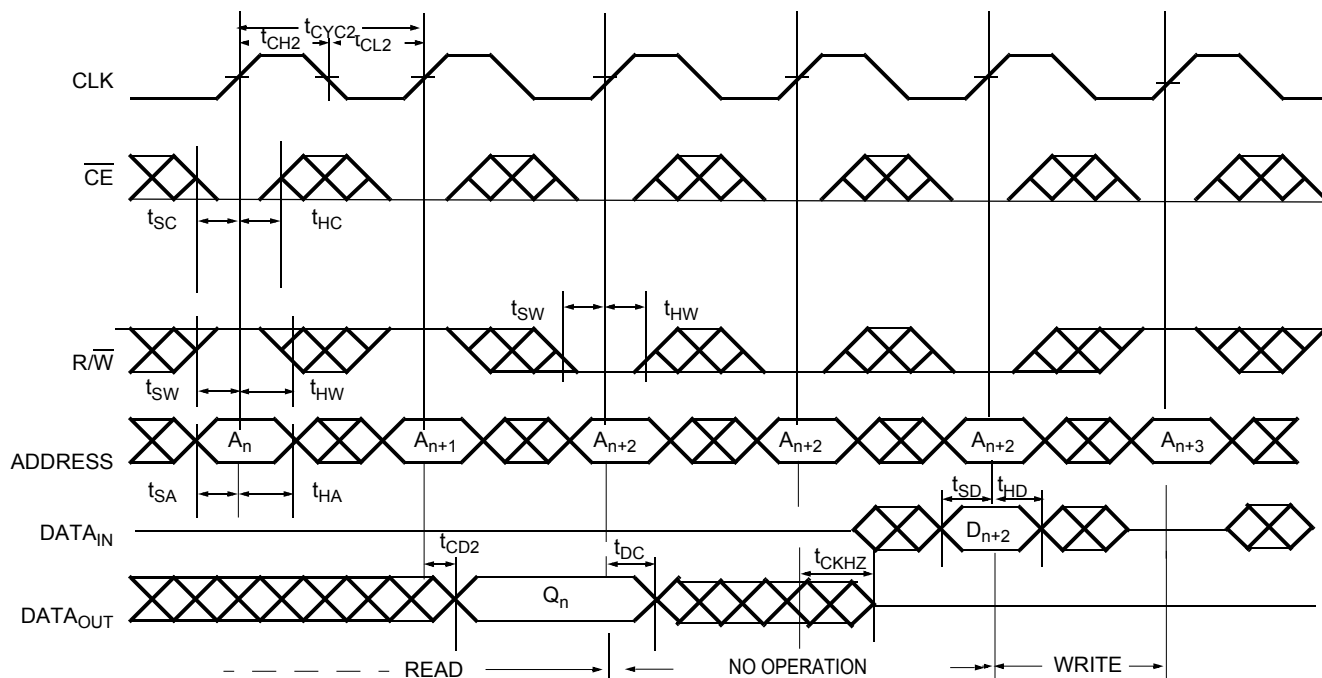 tCYC2
tCH2 tCL2
CLK
CE
tSC tHC
tSW tHW
R/W
tSW tHW
An An+1 An+2 An+2 An+2 An+3
ADDRESS
tSA tHA
tSD tHD
DATAIN
Dn+2
tCD2 tDC tCKHZ
Qn
DATAOUT
READ NO OPERATION WRITE